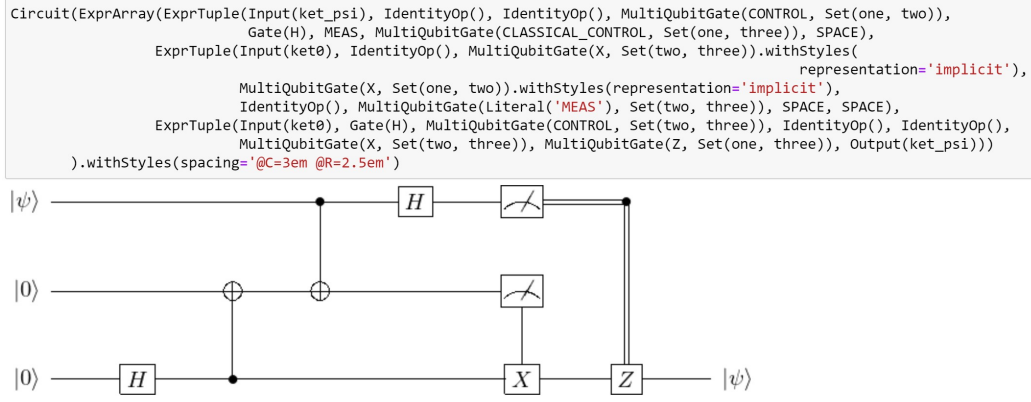 Circuit(ExprArray(ExprTuple(Input(ket_psi), IdentityOp(), IdentityOp(), MultiQubitGate(CONTROL, Set(one, two)),
Gate(H), MEAS, MultiQubitGate(CLASSICAL_CONTROL, Set(one, three)), SPACE),
ExprTuple(Input(ket0), IdentityOp(), MultiQubitGate(X, Set(two, three)).withStyles(
representation='implicit'),
MultiQubitGate(X, Set(one, two)).withStyles(representation='implicit'),
IdentityOp(), MultiQubitGate(Literal('MEAS'), Set(two, three)), SPACE, SPACE),
ExprTuple(Input(ket0), Gate(H), MultiQubitGate(CONTROL, Set(two, three)), IdentityOp(), IdentityOp(),
MultiQubitGate(X, Set(two, three)), MultiQubitGate(Z, Set(one, three)), Output(ket_psi)))
).withStyles(spacing='@C=3em @R=2.5em')
|ψ⟩ H
|0⟩
|0⟩ H X Z |ψ⟩